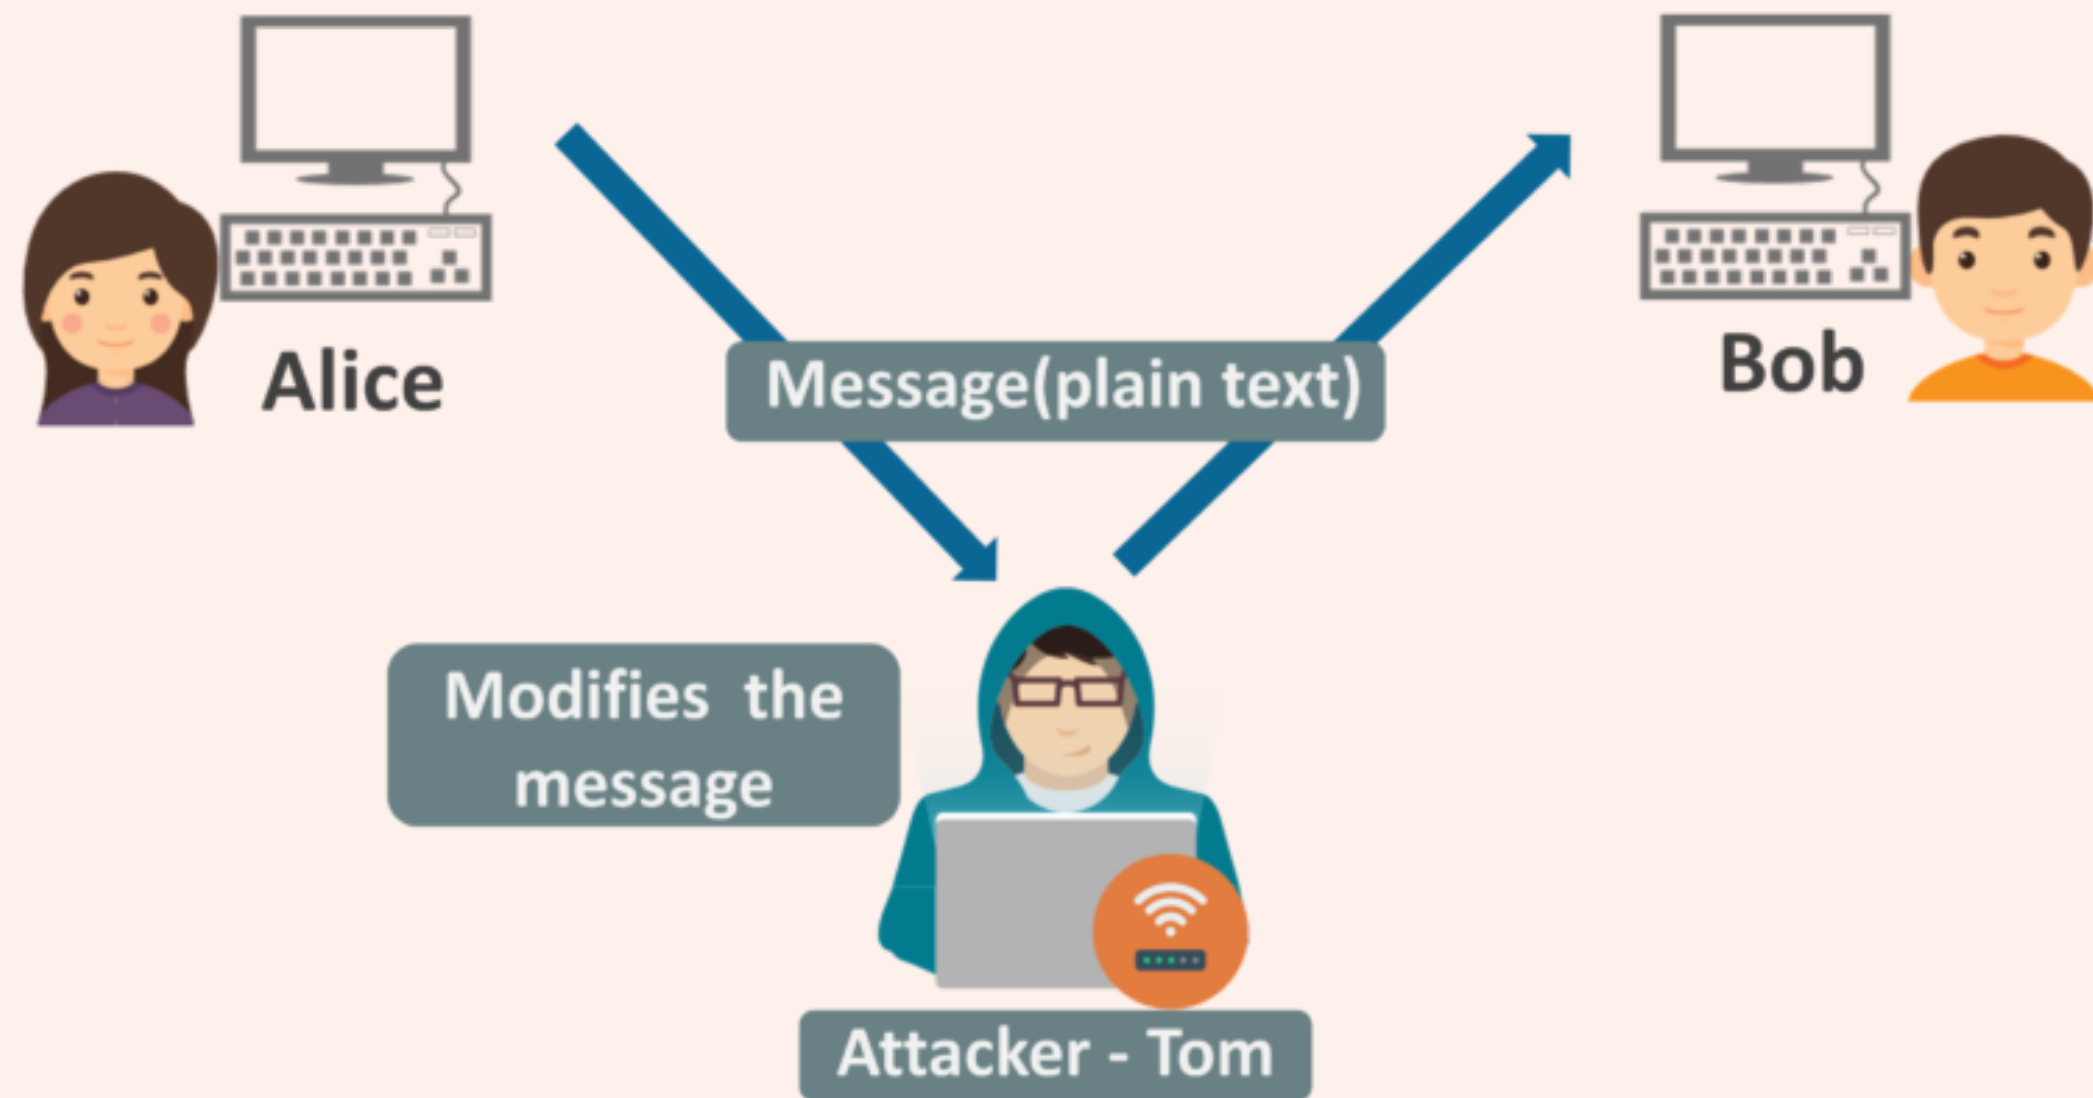 Alice
Bob
Message(plain text)
Modifies the
message
Attacker - Tom